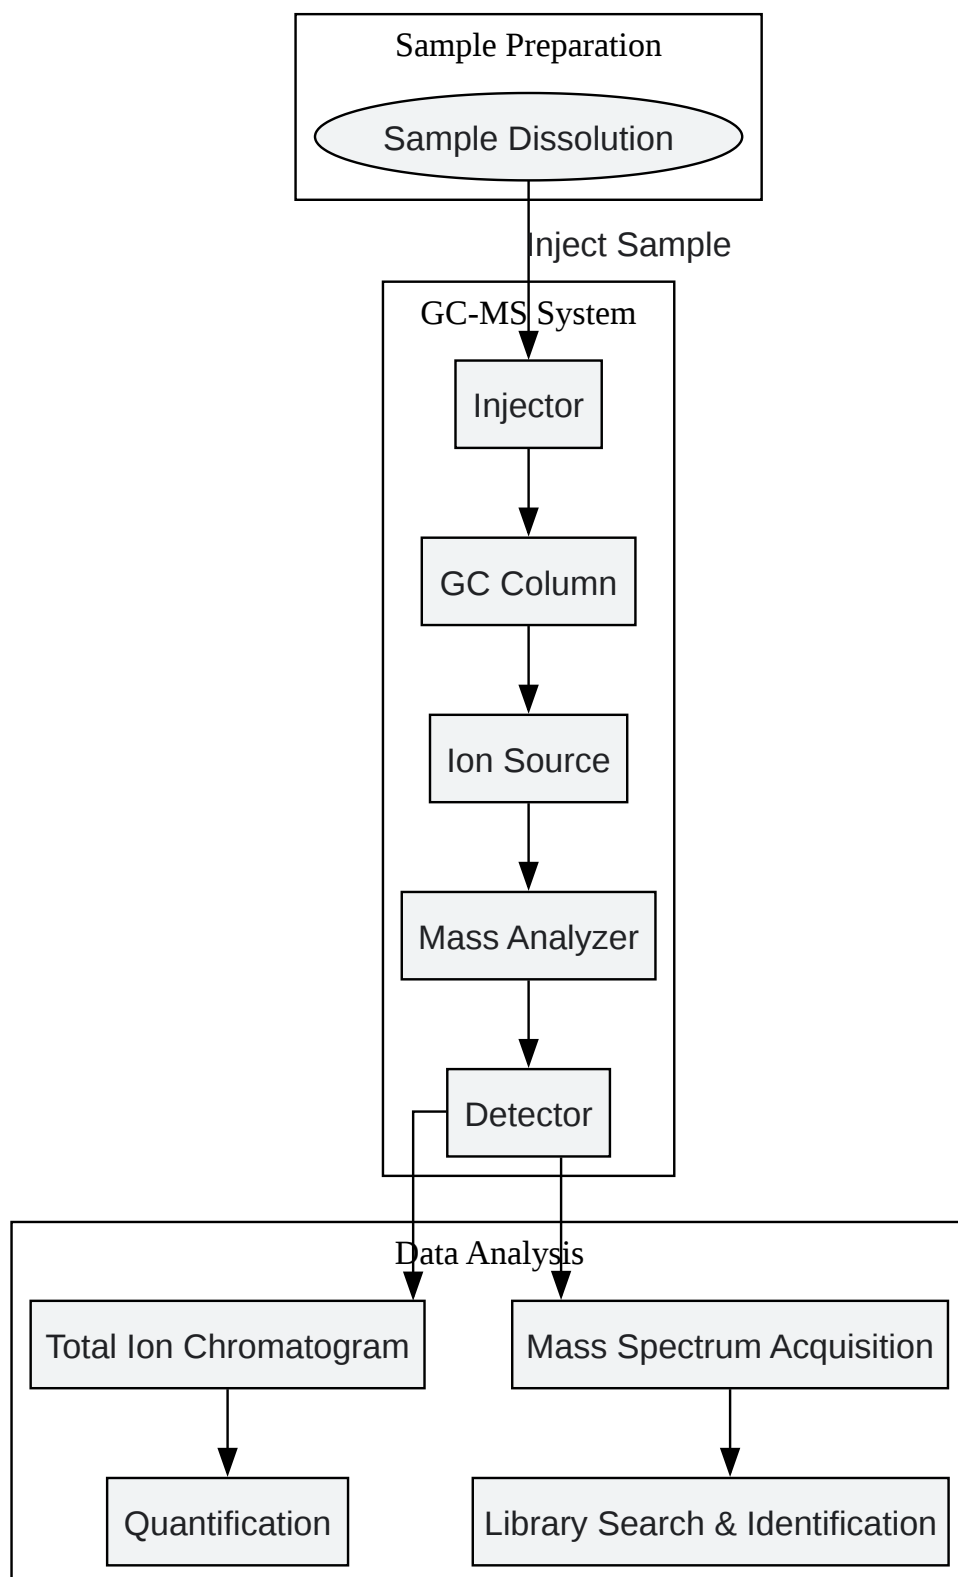 Sample Preparation
Sample Dissolution
Inject Sample
GC-MS System
Injector
GC Column
Ion Source
Mass Analyzer
Detector
Data Analysis
Total Ion Chromatogram
Mass Spectrum Acquisition
Quantification
Library Search & Identification